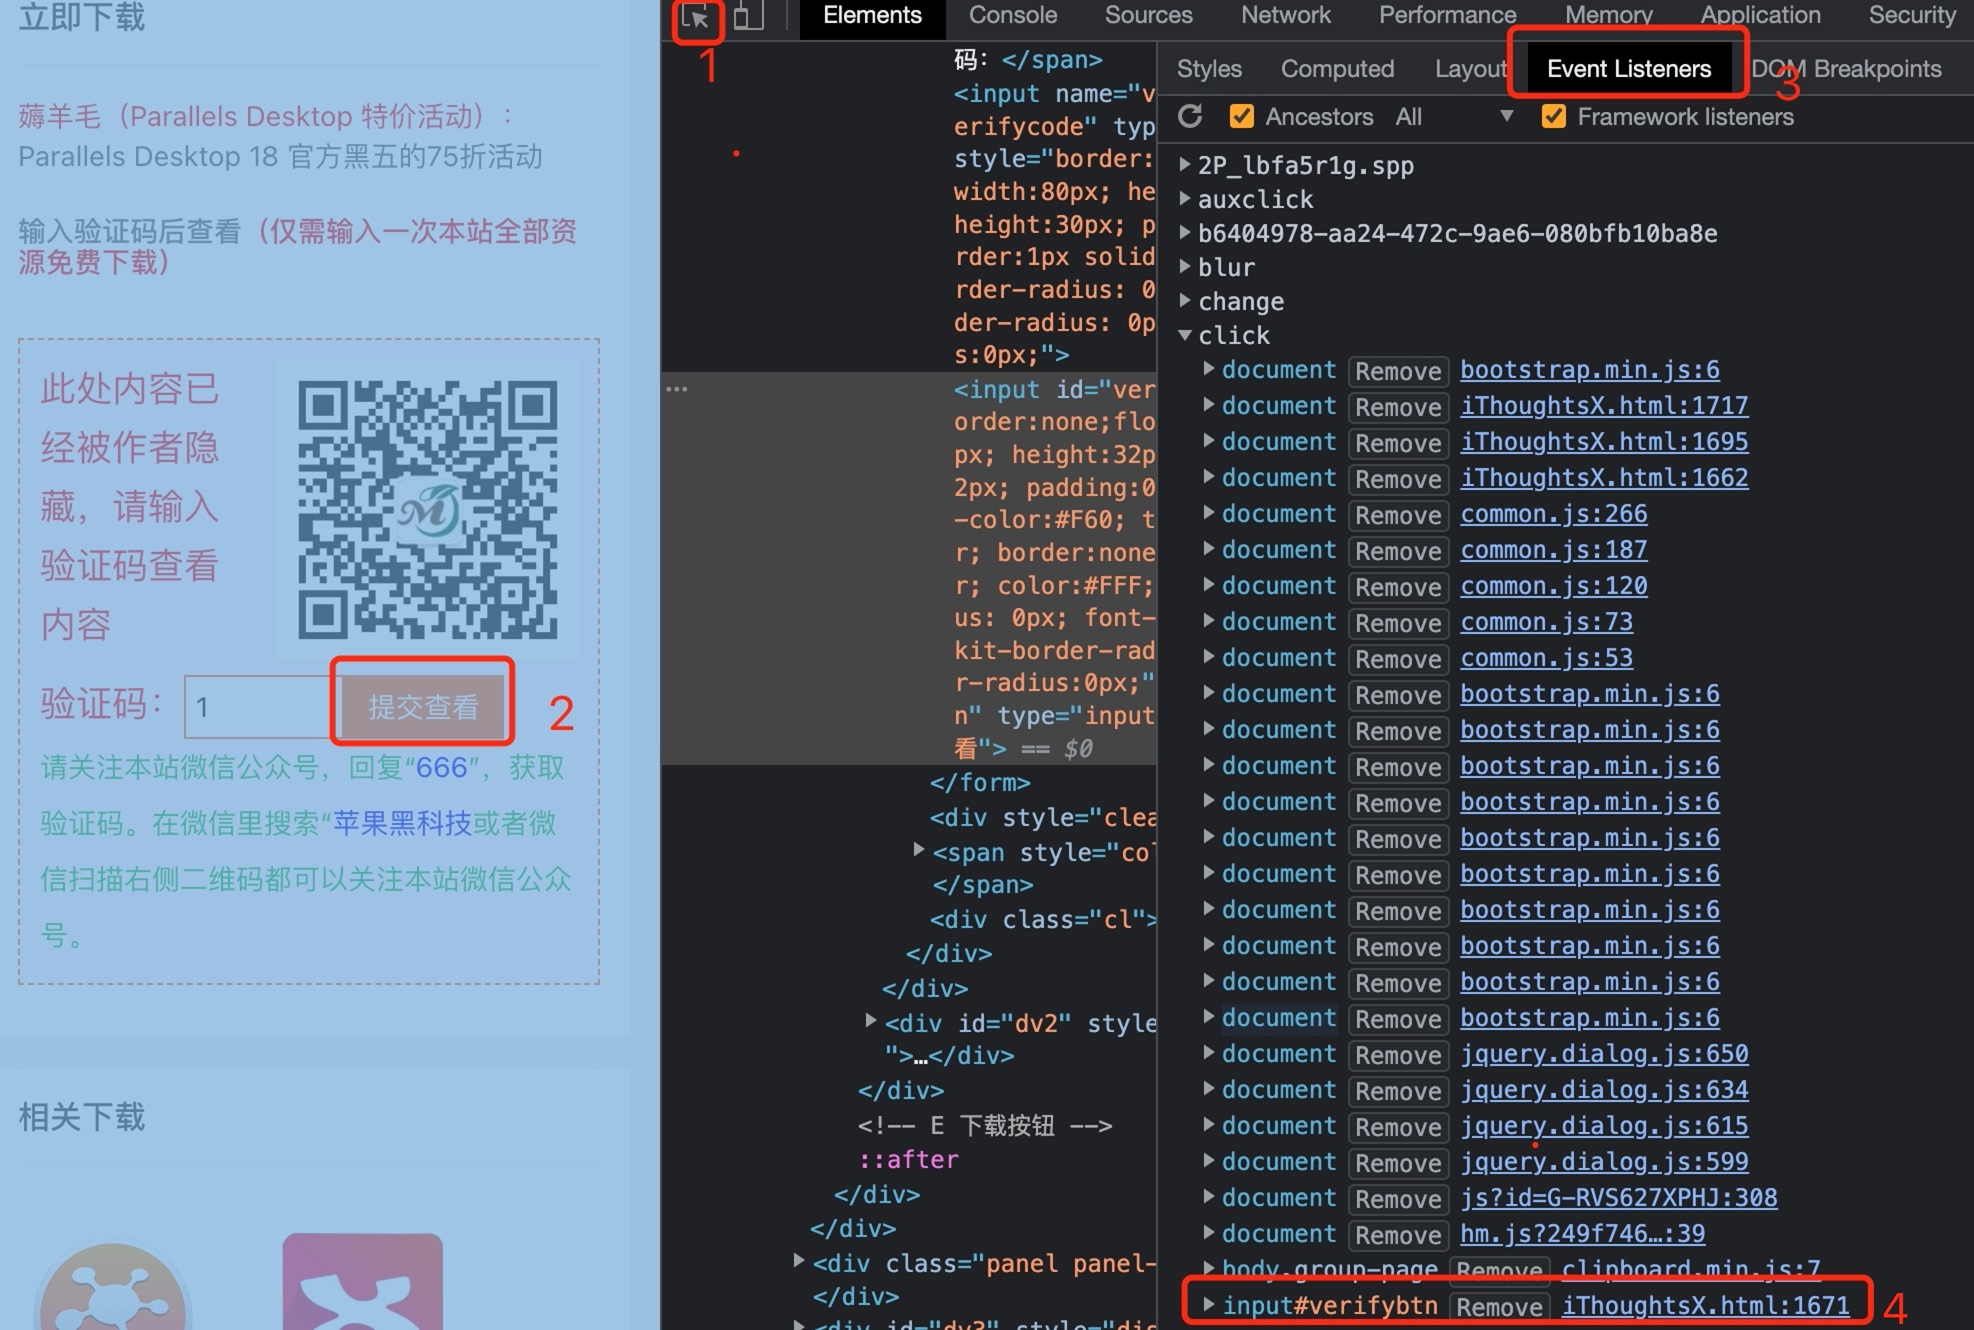 立即下载
薅羊毛（Parallels Desktop 特价活动）：
Parallels Desktop 18 官方黑五的75折活动
输入验证码后查看（仅需输入一次本站全部资
源免费下载）
此处内容已
经被作者隐
藏，请输入
验证码查看
内容
验证码：
1
提交查看
2
请关注本站微信公众号，回复“666”，获取
验证码。在微信里搜索“苹果黑科技或者微
信扫描右侧二维码都可以关注本站微信公众
号。
相关下载
1
Elements Console Sources Network Performance Memory Application Security
码：</span>
<input name="v
erifycode" typ
style="border:
width:80px; he
height:30px; p
rder:1px solid
rder-radius: 0
der-radius: 0p
s:0px;">
...
<input id="ver
order:none;flo
px; height:32p
2px; padding:0
-color:#F60; t
r; border:none
r; color:#FFF;
us: 0px; font-
kit-border-rad
r-radius:0px;"
n" type="input
看"> == $0
</form>
<div style="clea
<span style="co
</span>
<div class="cl">
</div>
</div>
<div id="dv2" style
">…</div>
</div>
<!-- E 下载按钮 -->
::after
</div>
</div>
<div class="panel panel-
</div>
<div id="dv3" style="dis
Styles Computed Layout Event Listeners DOM Breakpoints
3
Ancestors All Framework listeners
2P_lbfa5r1g.spp
auxclick
b6404978-aa24-472c-9ae6-080bfb10ba8e
blur
change
click
document Remove bootstrap.min.js:6
document Remove iThoughtsX.html:1717
document Remove iThoughtsX.html:1695
document Remove iThoughtsX.html:1662
document Remove common.js:266
document Remove common.js:187
document Remove common.js:120
document Remove common.js:73
document Remove common.js:53
document Remove bootstrap.min.js:6
document Remove bootstrap.min.js:6
document Remove bootstrap.min.js:6
document Remove bootstrap.min.js:6
document Remove bootstrap.min.js:6
document Remove bootstrap.min.js:6
document Remove bootstrap.min.js:6
document Remove bootstrap.min.js:6
document Remove bootstrap.min.js:6
document Remove bootstrap.min.js:6
document Remove jquery.dialog.js:650
document Remove jquery.dialog.js:634
document Remove jquery.dialog.js:615
document Remove jquery.dialog.js:599
document Remove js?id=G-RVS627XPHJ:308
document Remove hm.js?249f746…:39
body.group-page Remove clipboard.min.js:7
input#verifybtn Remove iThoughtsX.html:1671
4